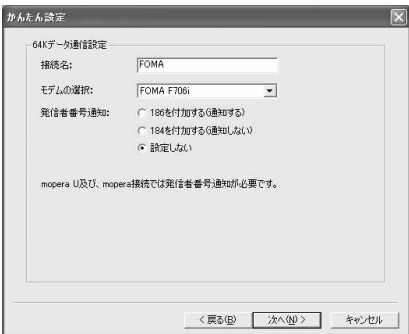 かんたん設定
64Kデータ通信設定
接続名: FOMA
モデムの選択: FOMA F706i
発信者番号通知: 186を付加する(通知する)
184を付加する(通知しない)
設定しない
mopera U及び、mopera接続では発信者番号通知が必要です。
< 戻る(B) 次へ(N) > キャンセル